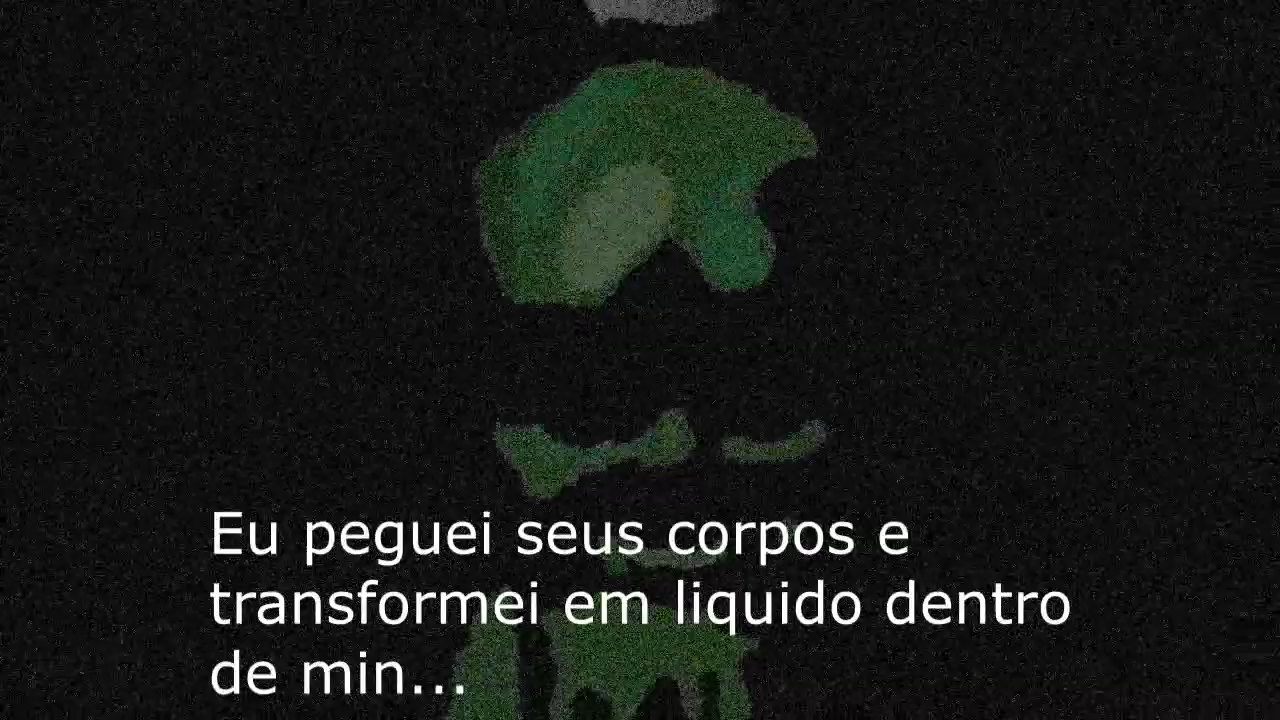 Eu peguei seus corpos e
transformei em liquido dentro
de min...